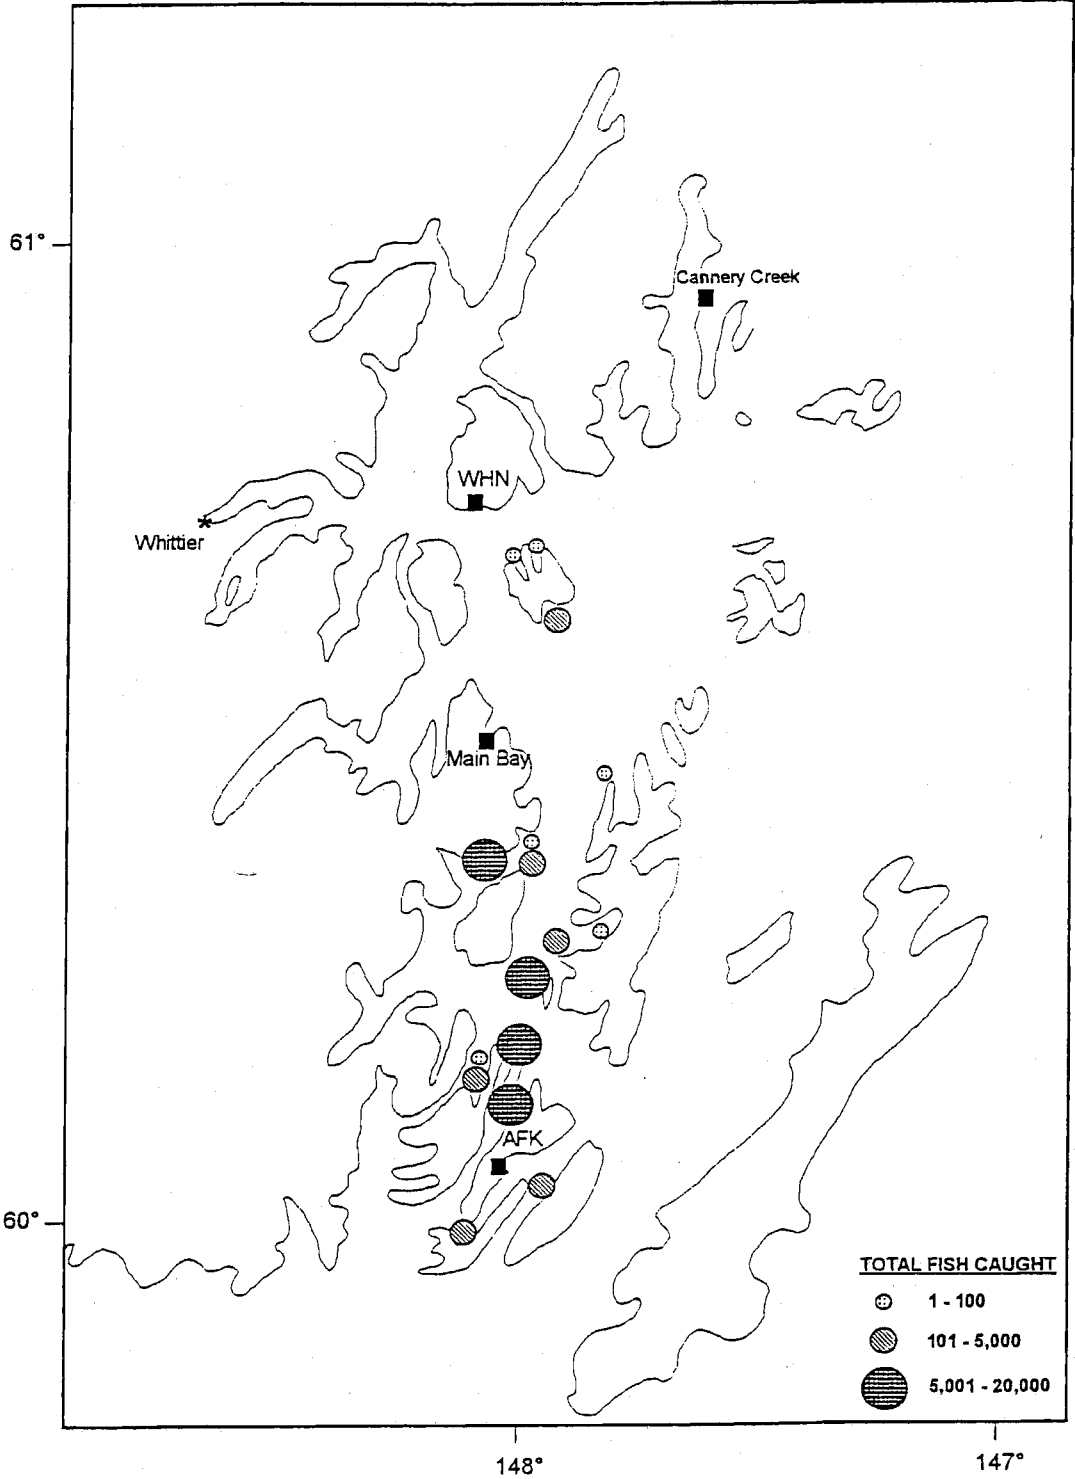 61°
Cannery Creek
WHN
*
Whittier
Main Bay
AFK
60°
TOTAL FISH CAUGHT
1 - 100
101 - 5,000
5,001 - 20,000
148°
147°